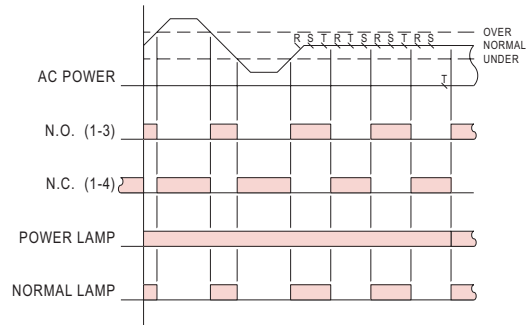 OVER
R S T R T S R S T R S
NORMAL
UNDER
AC POWER
T
N.O. (1-3)
N.C. (1-4)
POWER LAMP
NORMAL LAMP